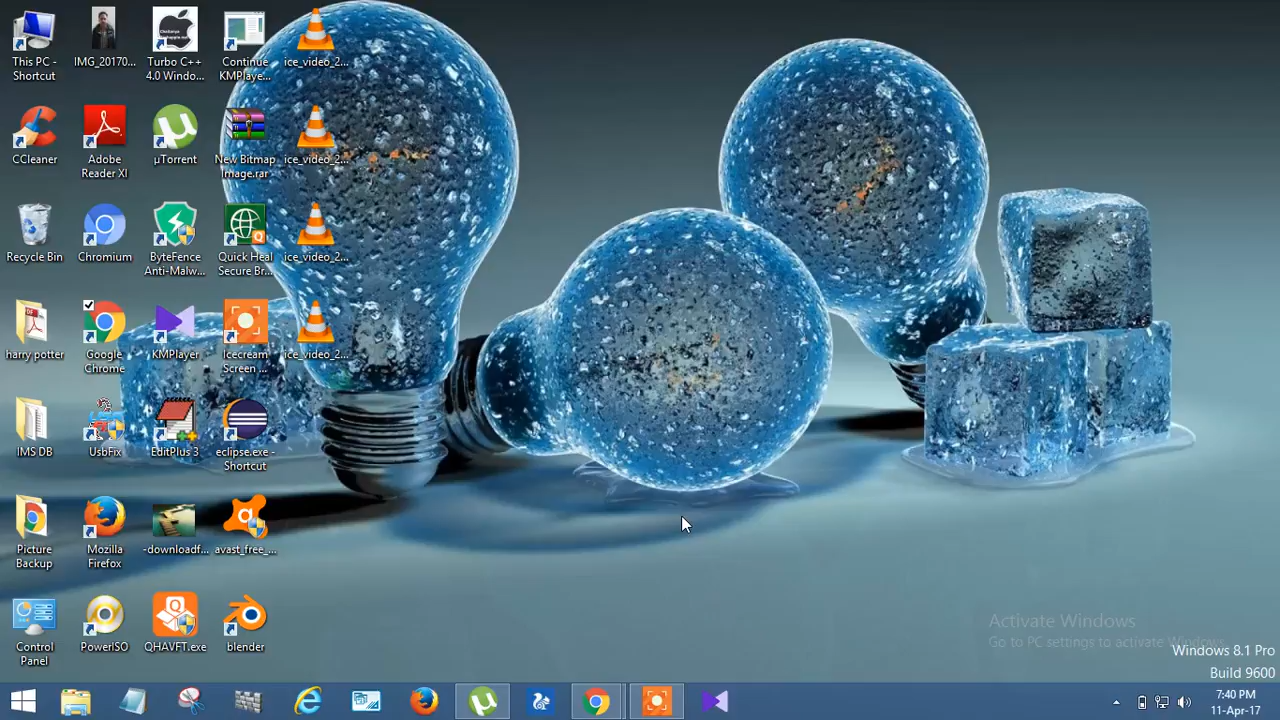 This PC -
Shortcut
IMG_20170...
Turbo C++
4.0 Windo...
Continue
KMPlaye...
ice_video_2...
CCleaner
Adobe
Reader XI
µTorrent
New Bitmap
Image.rar
ice_video_2...
Recycle Bin
Chromium
ByteFence
Anti-Malw...
Quick Heal
Secure Br...
ice_video_2...
harry potter
Google
Chrome
KMPlayer
Icecream
Screen ...
ice_video_2...
IMS DB
UsbFix
EditPlus 3
eclipse.exe -
Shortcut
Picture
Backup
Mozilla
Firefox
-downloadf...
avast_free_...
Control
Panel
PowerISO
QHAVFT.exe
blender
Activate Windows
Go to PC settings to activate Windows.
Windows 8.1 Pro
Build 9600
7:40 PM
11-Apr-17